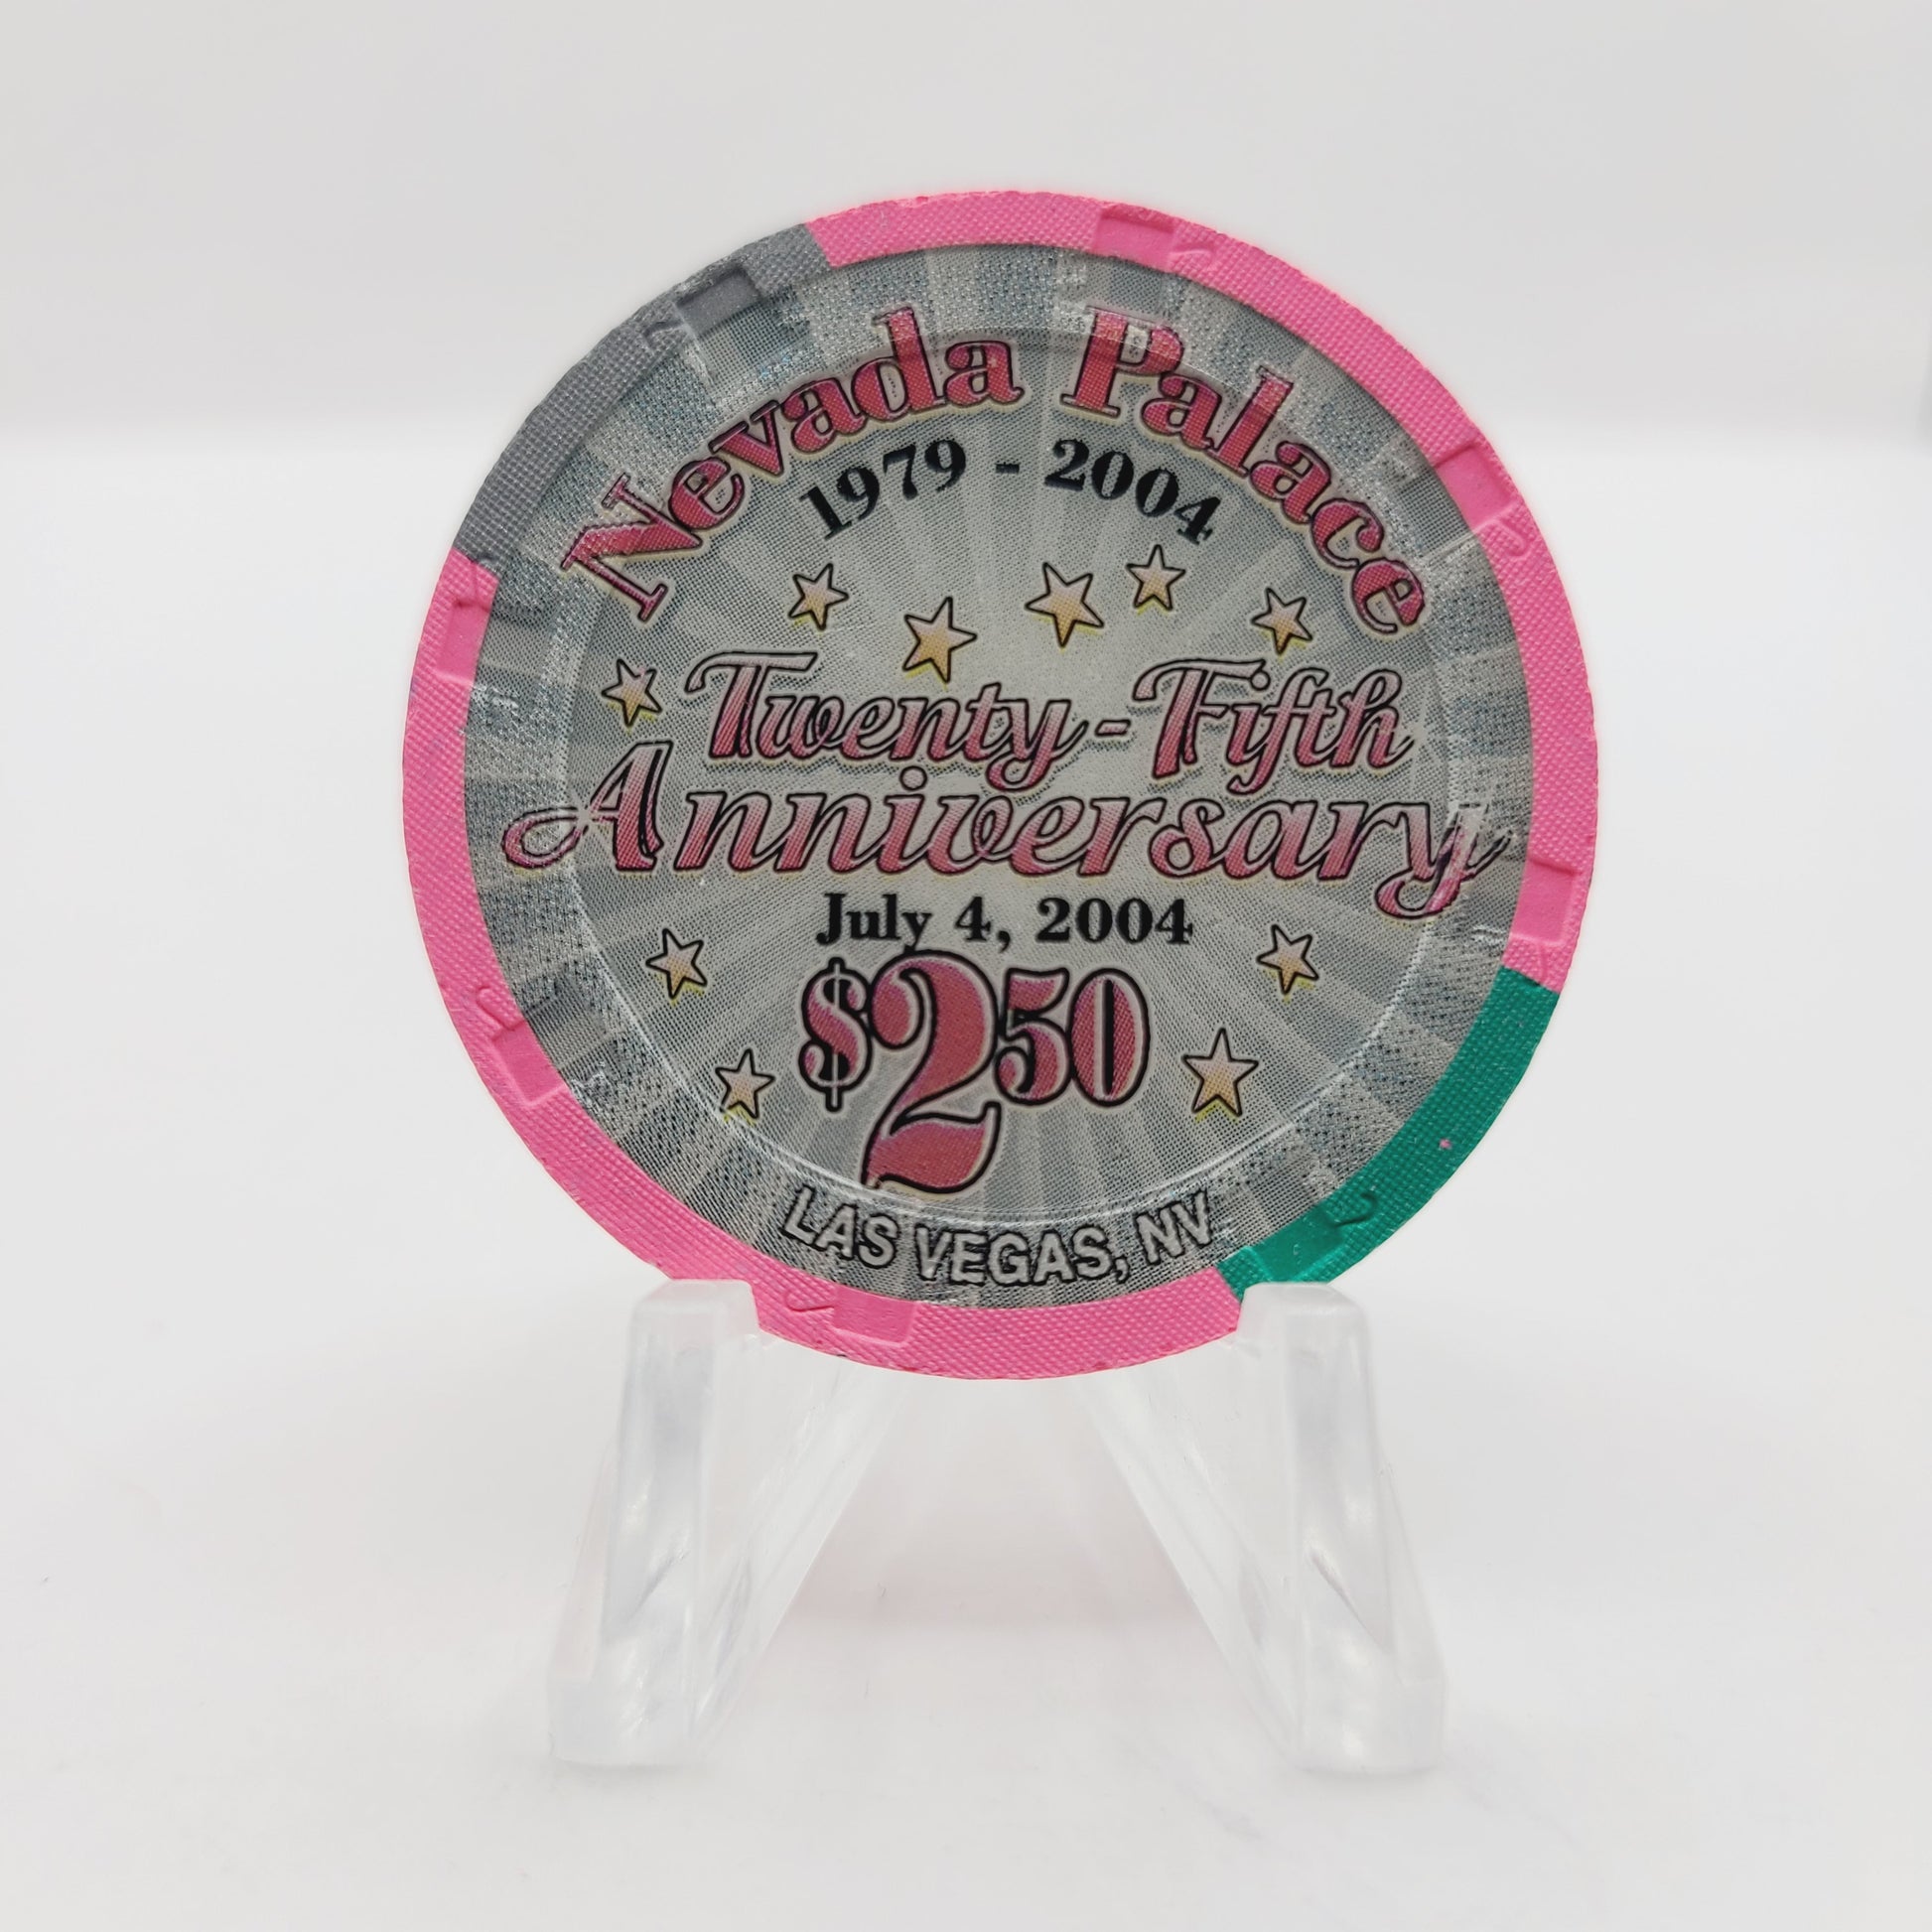 Nevada Palace
1979 - 2004
Twenty-Fifth
Anniversary
July 4, 2004
$2 50
LAS VEGAS, NV